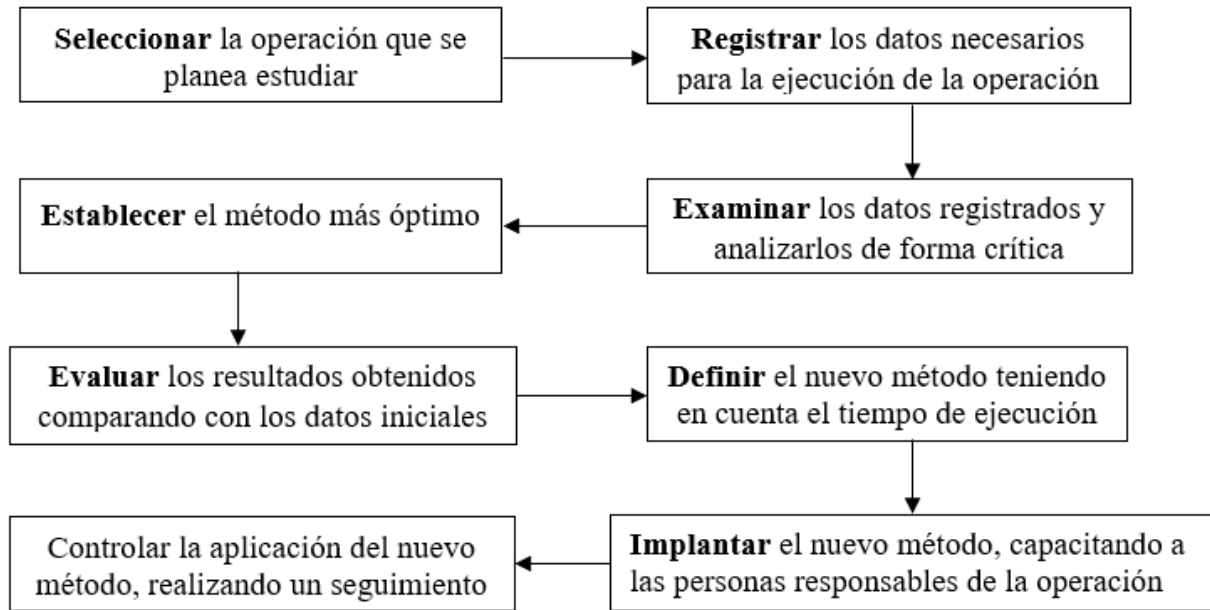 Seleccionar la operación que se
planea estudiar
Registrar los datos necesarios
para la ejecución de la operación
Examinar los datos registrados y
analizarlos de forma crítica
Establecer el método más óptimo
Evaluar los resultados obtenidos
comparando con los datos iniciales
Definir el nuevo método teniendo
en cuenta el tiempo de ejecución
Implantar el nuevo método, capacitando a
las personas responsables de la operación
Controlar la aplicación del nuevo
método, realizando un seguimiento